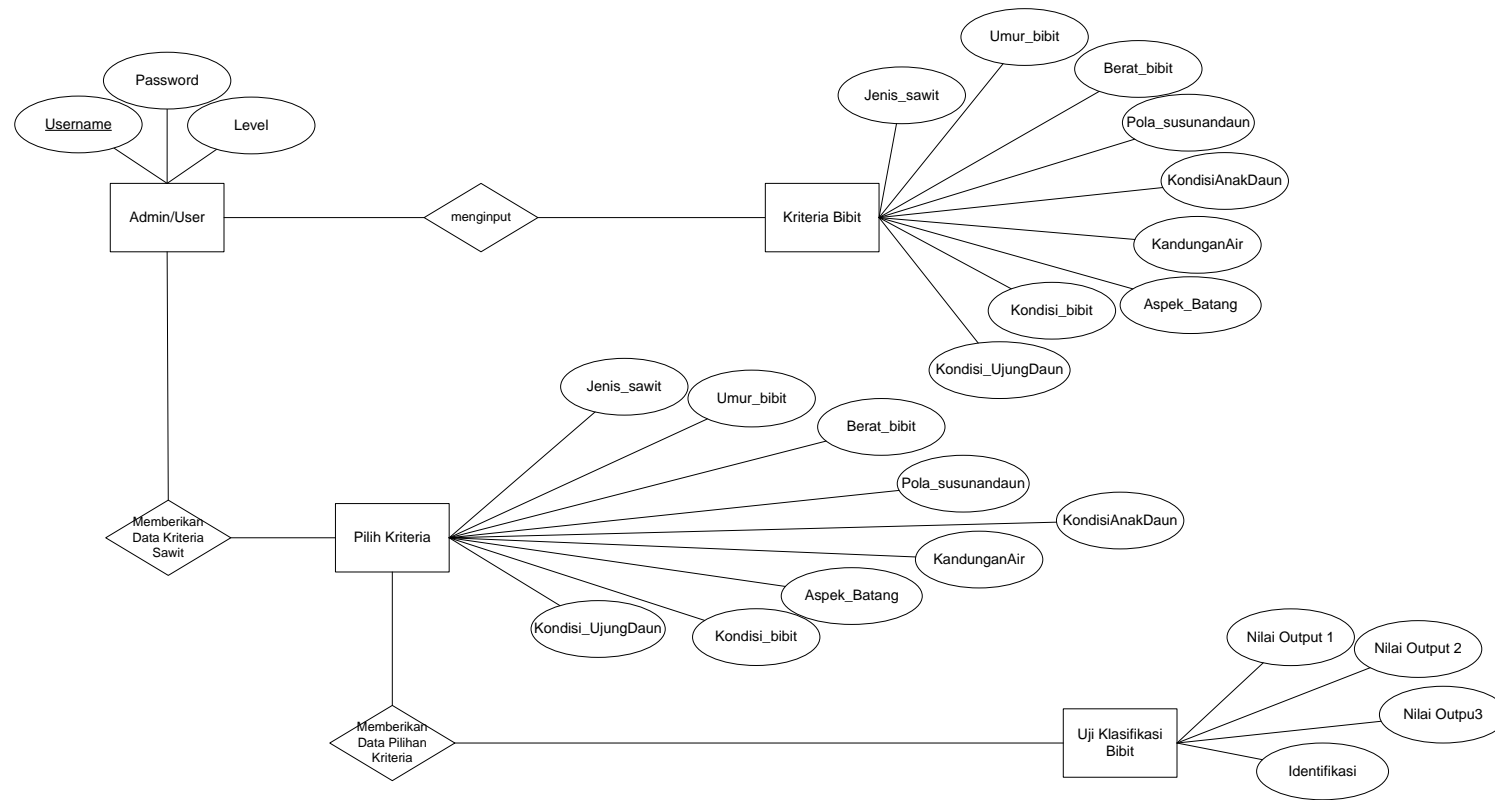 Password
Username
Level
Admin/User
menginput
Kriteria Bibit
Umur_bibit
Berat_bibit
Jenis_sawit
Pola_susunandaun
KondisiAnakDaun
KandunganAir
Aspek_Batang
Kondisi_bibit
Kondisi_UjungDaun
Jenis_sawit
Umur_bibit
Berat_bibit
Pola_susunandaun
KondisiAnakDaun
KandunganAir
Aspek_Batang
Kondisi_bibit
Kondisi_UjungDaun
Memberikan
Data Kriteria
Sawit
Pilih Kriteria
Memberikan
Data Pilihan
Kriteria
Uji Klasifikasi
Bibit
Nilai Output 1
Nilai Output 2
Nilai Outpu3
Identifikasi